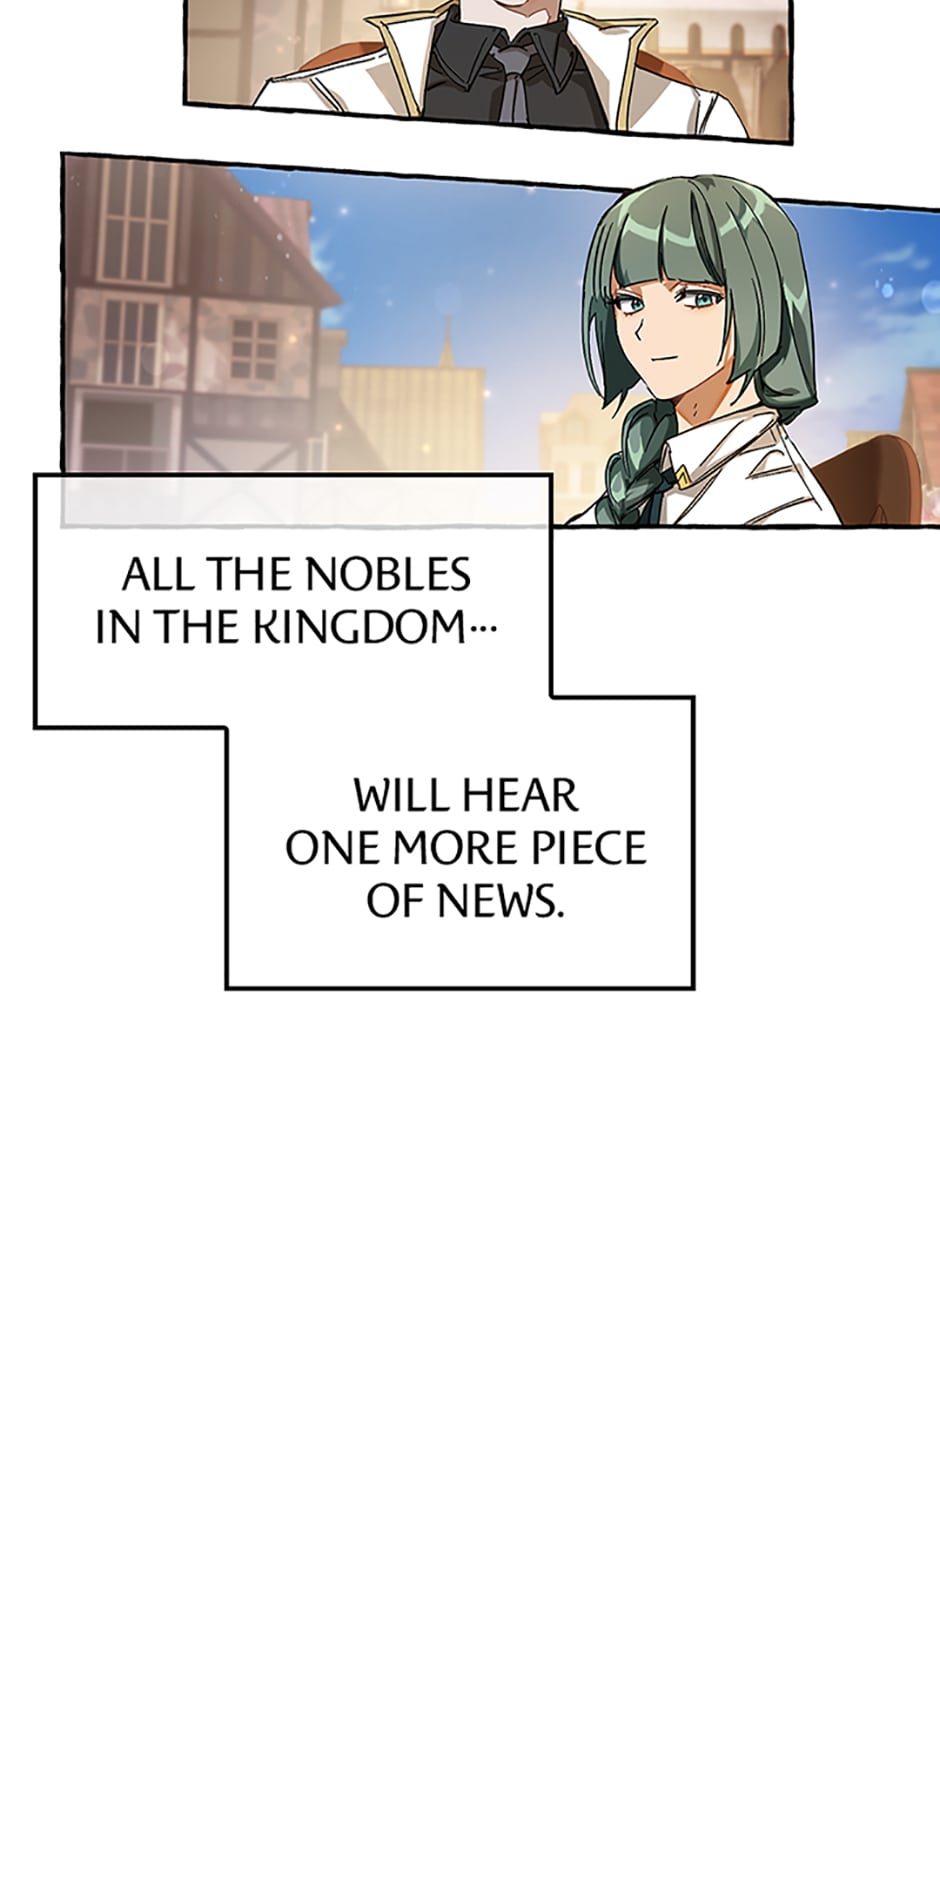 ALL THE NOBLES
IN THE KINGDOM...
WILL HEAR
ONE MORE PIECE
OF NEWS.